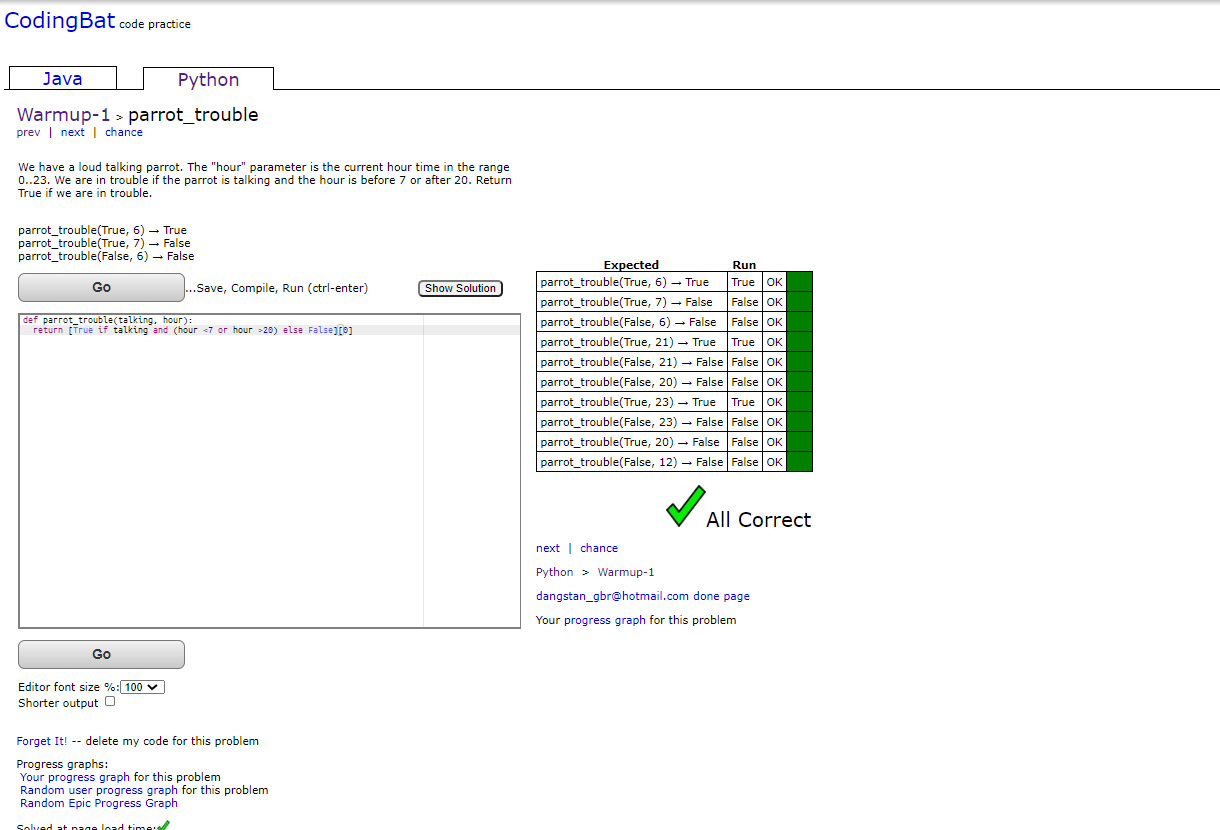 CodingBat code practice
Java
Python
Warmup-1 > parrot_trouble
prev | next | chance
We have a loud talking parrot. The "hour" parameter is the current hour time in the range
0..23. We are in trouble if the parrot is talking and the hour is before 7 or after 20. Return
True if we are in trouble.
parrot_trouble(True, 6) → True
parrot_trouble(True, 7) → False
parrot_trouble(False, 6) → False
Go ...Save, Compile, Run (ctrl-enter) Show Solution
def parrot_trouble(talking, hour):
  return [True if talking and (hour <7 or hour >20) else False][0]
Expected Run
parrot_trouble(True, 6) → True True OK
parrot_trouble(True, 7) → False False OK
parrot_trouble(False, 6) → False False OK
parrot_trouble(True, 21) → True True OK
parrot_trouble(False, 21) → False False OK
parrot_trouble(False, 20) → False False OK
parrot_trouble(True, 23) → True True OK
parrot_trouble(False, 23) → False False OK
parrot_trouble(True, 20) → False False OK
parrot_trouble(False, 12) → False False OK
All Correct
next | chance
Python > Warmup-1
dangstan_gbr@hotmail.com done page
Your progress graph for this problem
Go
Editor font size %: 100
Shorter output
Forget It! -- delete my code for this problem
Progress graphs:
Your progress graph for this problem
Random user progress graph for this problem
Random Epic Progress Graph
Solved at page load time: